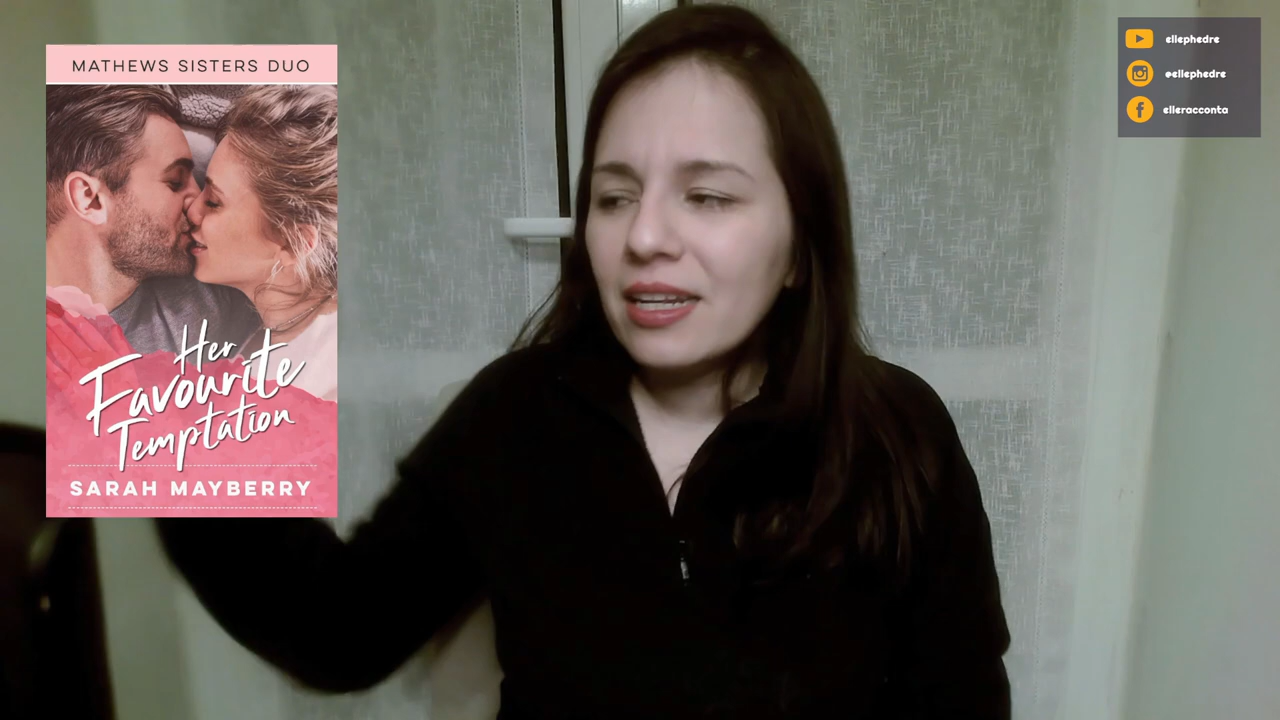 MATHEWS SISTERS DUO
Her
Favourite
Temptation
SARAH MAYBERRY
ellephedre
@ellephedre
elleracconta